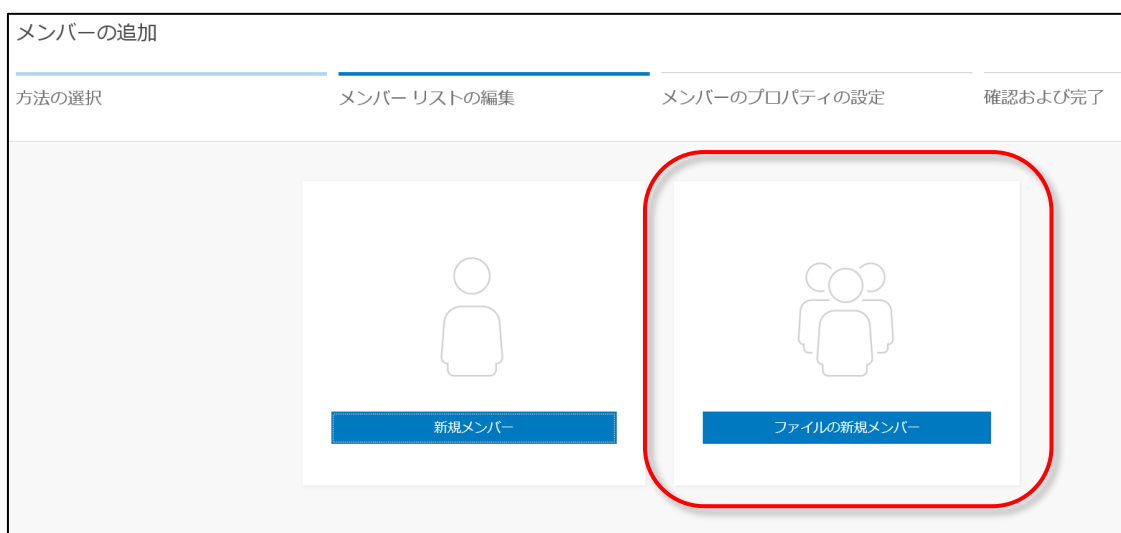 メンバーの追加
方法の選択
メンバー リストの編集
メンバーのプロパティの設定
確認および完了
新規メンバー
ファイルの新規メンバー